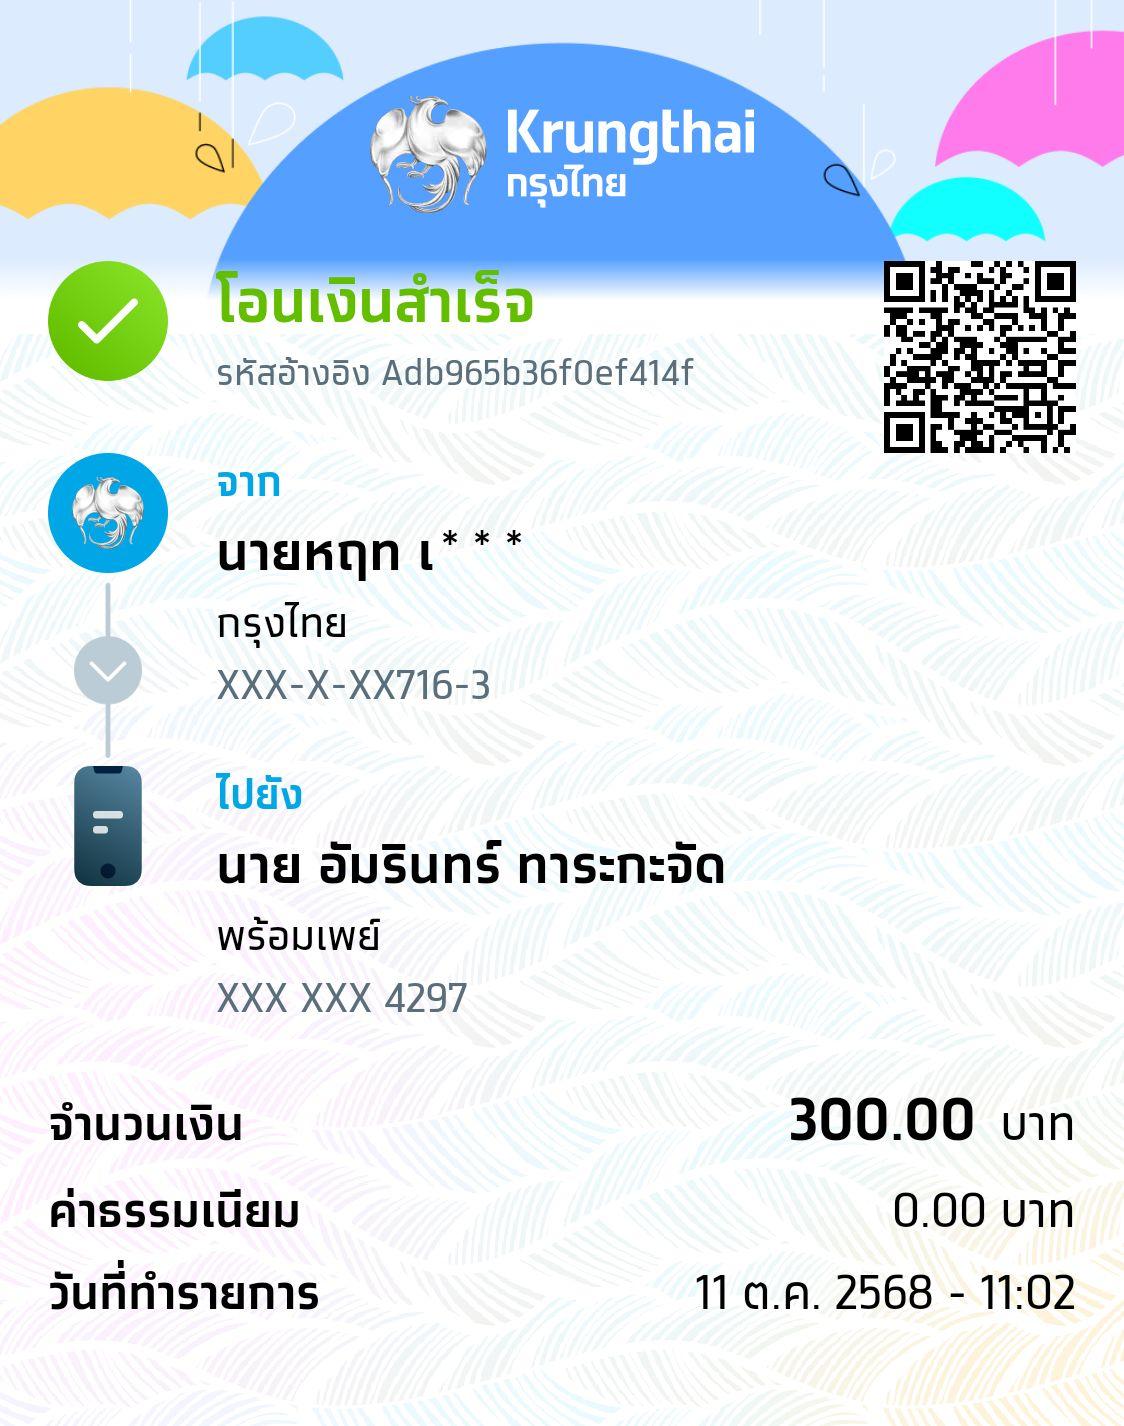 Krungthai
กรุงไทย
โอนเงินสำเร็จ
รหัสอ้างอิง Adb965b36f0ef414f
จาก
นายหฤท เ* * *
กรุงไทย
XXX-X-XX716-3
ไปยัง
นาย อัมรินทร์ ทาระกะจัด
พร้อมเพย์
XXX XXX 4297
จำนวนเงิน 300.00 บาท
ค่าธรรมเนียม 0.00 บาท
วันที่ทำรายการ 11 ต.ค. 2568 - 11:02